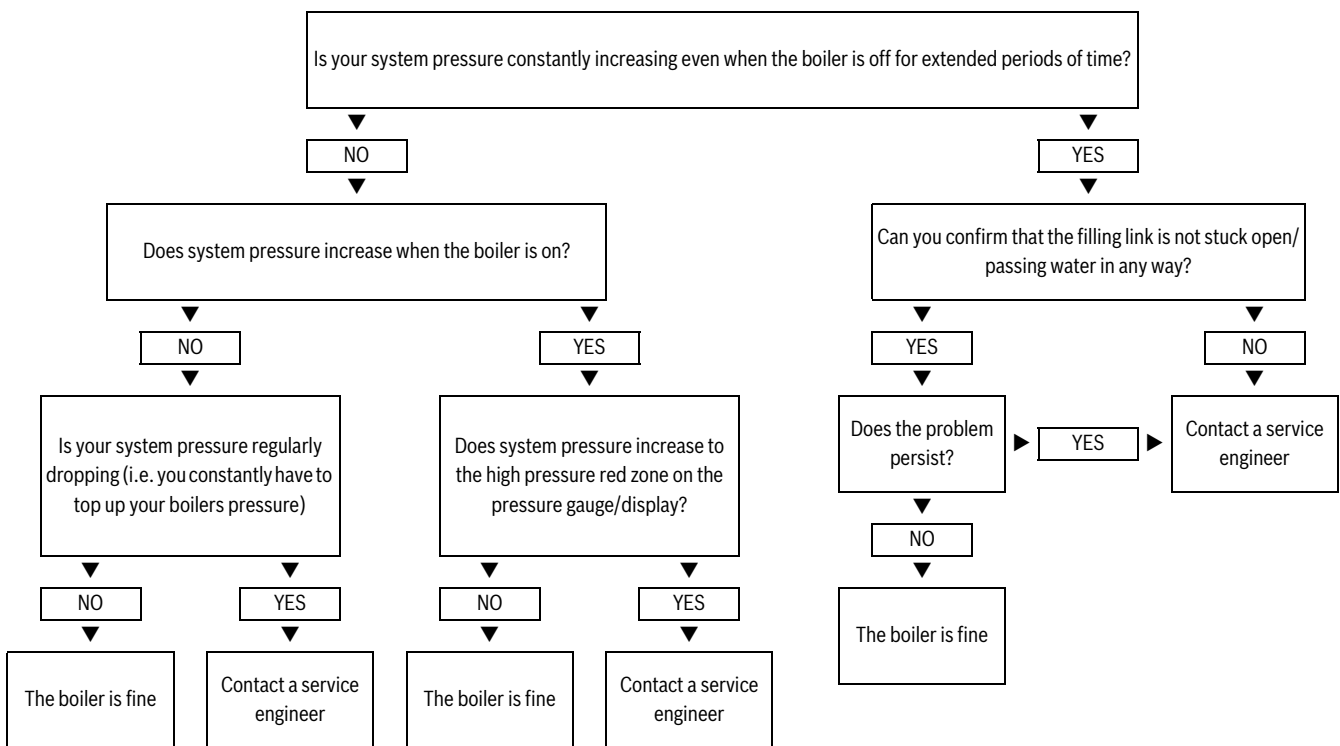 Is your system pressure constantly increasing even when the boiler is off for extended periods of time?
NO
YES
Does system pressure increase when the boiler is on?
Can you confirm that the filling link is not stuck open/
passing water in any way?
NO
YES
YES
NO
Is your system pressure regularly
dropping (i.e. you constantly have to
top up your boilers pressure)
Does system pressure increase to
the high pressure red zone on the
pressure gauge/display?
Does the problem
persist?
YES
Contact a service
engineer
NO
NO
YES
NO
YES
The boiler is fine
The boiler is fine
Contact a service
engineer
The boiler is fine
Contact a service
engineer